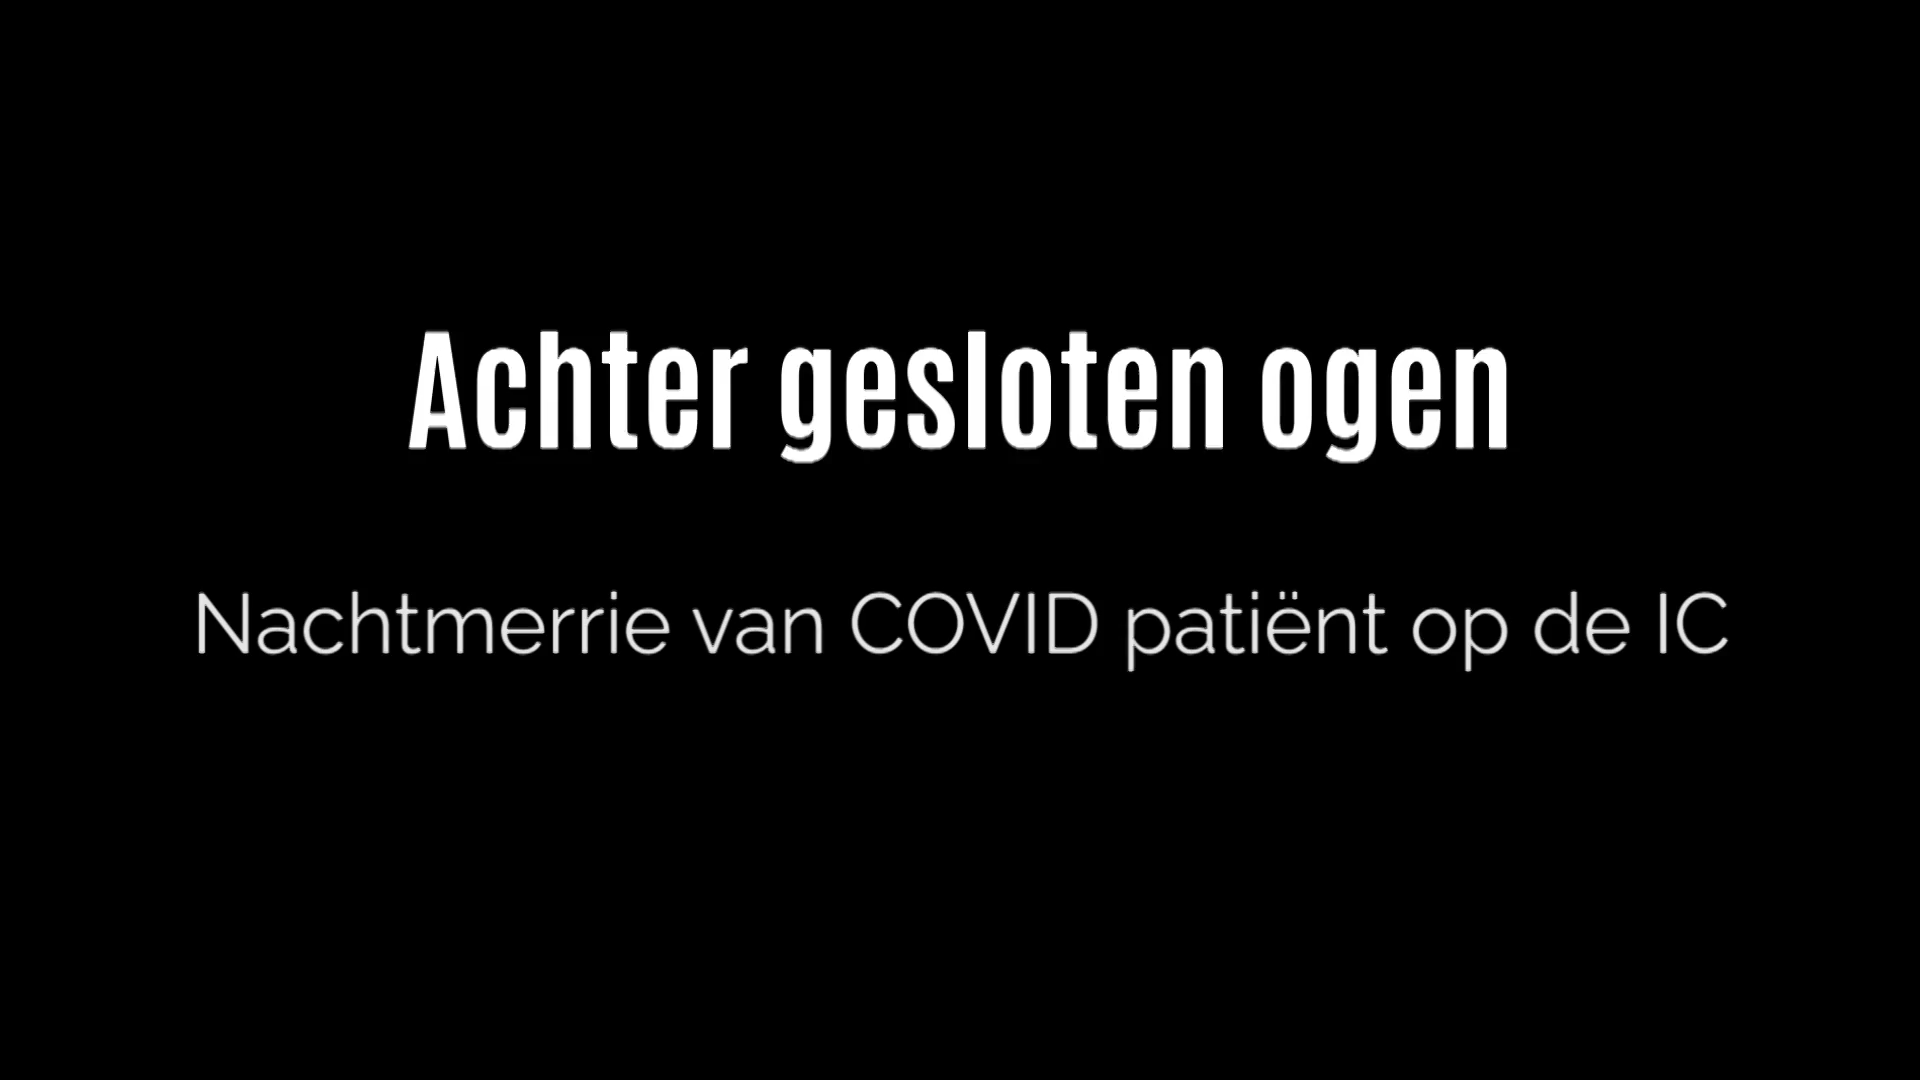 Achter gesloten ogen
Nachtmerrie van COVID patiënt op de IC